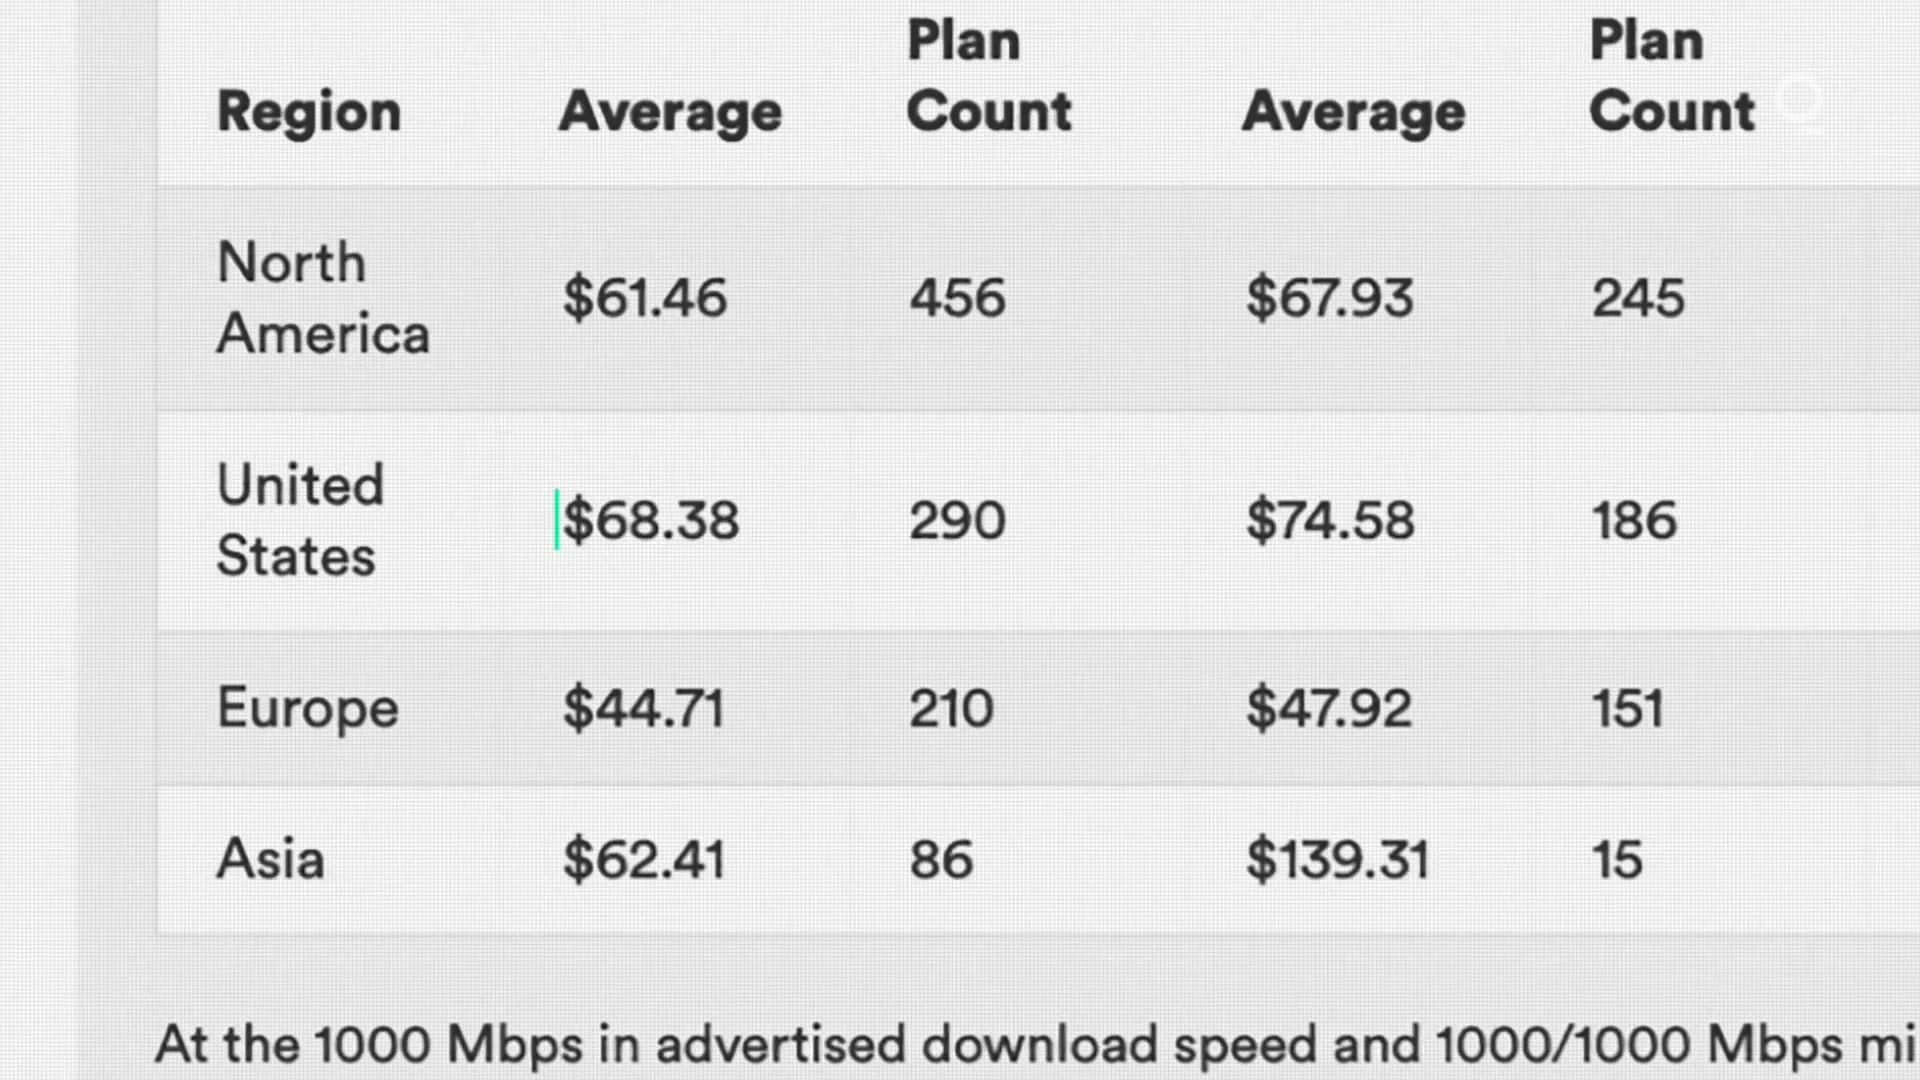 Region Average Plan Count Average Plan Count
North America $61.46 456 $67.93 245
United States $68.38 290 $74.58 186
Europe $44.71 210 $47.92 151
Asia $62.41 86 $139.31 15
At the 1000 Mbps in advertised download speed and 1000/1000 Mbps